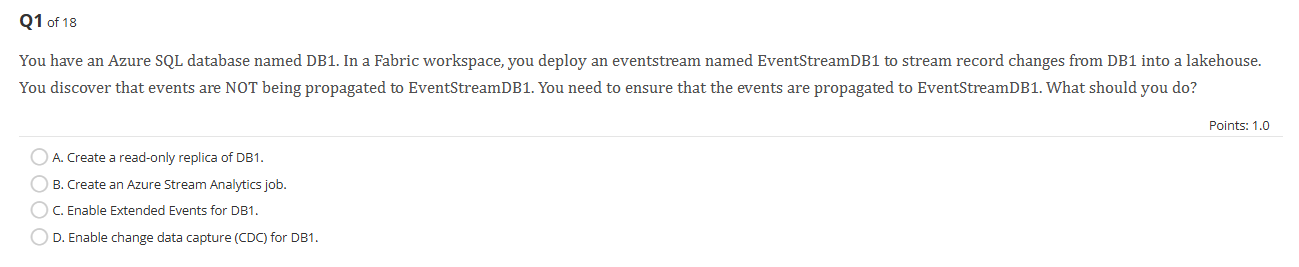 Q1 of 18
You have an Azure SQL database named DB1. In a Fabric workspace, you deploy an eventstream named EventStreamDB1 to stream record changes from DB1 into a lakehouse.
You discover that events are NOT being propagated to EventStreamDB1. You need to ensure that the events are propagated to EventStreamDB1. What should you do?
Points: 1.0
A. Create a read-only replica of DB1.
B. Create an Azure Stream Analytics job.
C. Enable Extended Events for DB1.
D. Enable change data capture (CDC) for DB1.